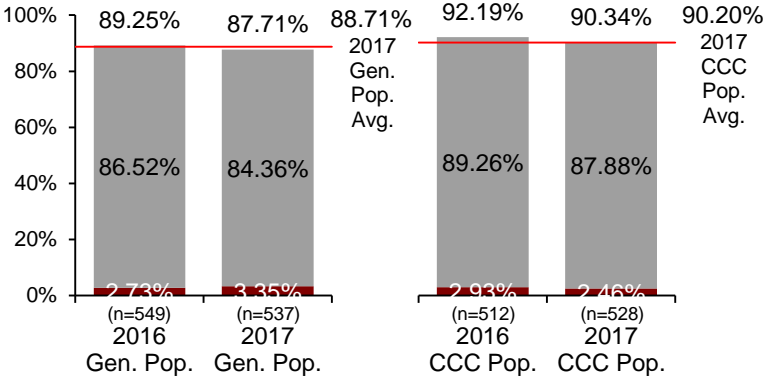 100%
80%
60%
40%
20%
0%
89.25%
87.71%
88.71%
2017
Gen.
Pop.
Avg.
86.52%
84.36%
2.73%
3.35%
(n=549)
(n=537)
2016
2017
Gen. Pop.
Gen. Pop.
92.19%
90.34%
90.20%
2017
CCC
Pop.
Avg.
89.26%
87.88%
2.93%
2.46%
(n=512)
(n=528)
2016
2017
CCC Pop.
CCC Pop.